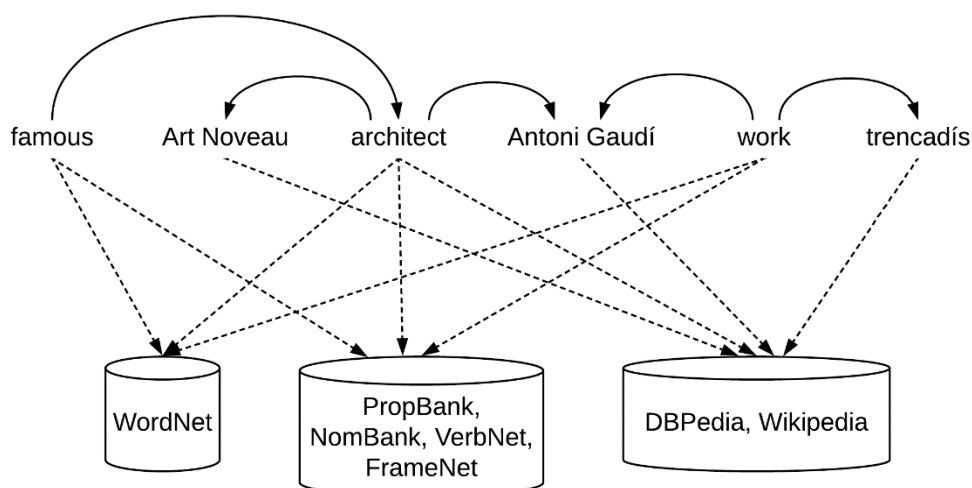 famous Art Noveau architect Antoni Gaudí work trencadís
WordNet
PropBank,
NomBank, VerbNet,
FrameNet
DBPedia, Wikipedia